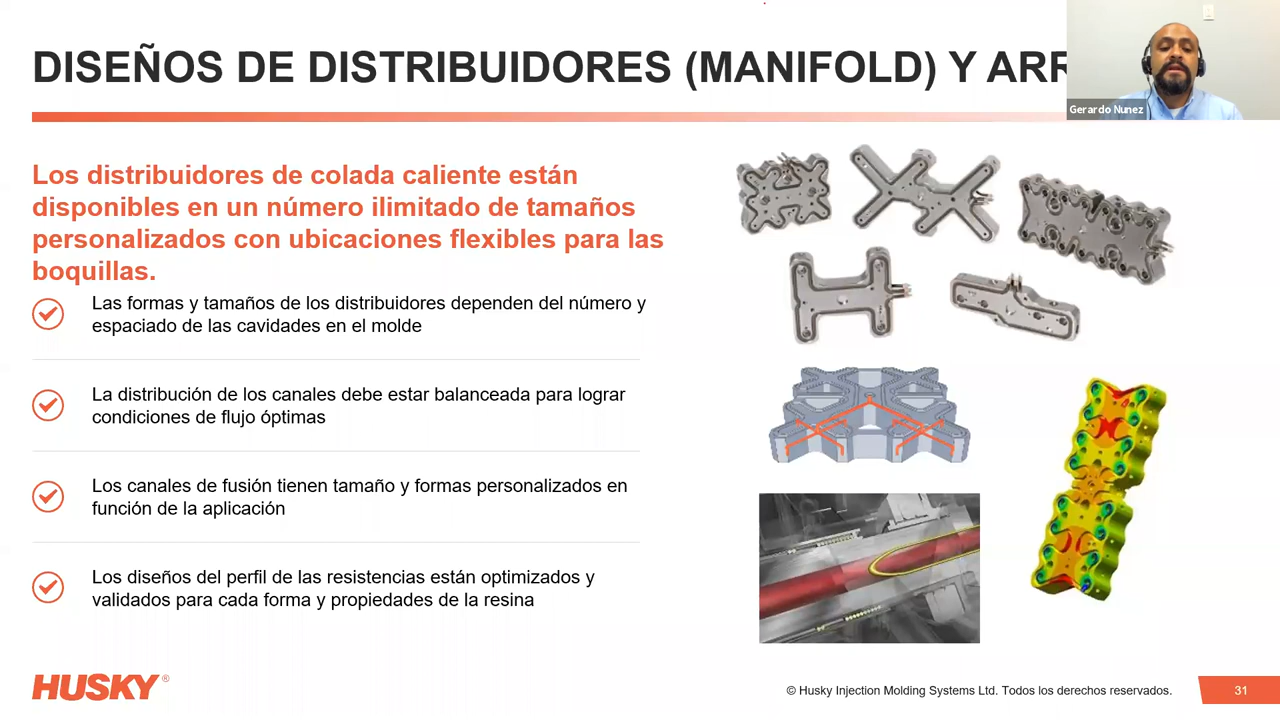 DISEÑOS DE DISTRIBUIDORES (MANIFOLD) Y ARR
Gerardo Nunez
Los distribuidores de colada caliente están
disponibles en un número ilimitado de tamaños
personalizados con ubicaciones flexibles para las
boquillas.
Las formas y tamaños de los distribuidores dependen del número y
espaciado de las cavidades en el molde
La distribución de los canales debe estar balanceada para lograr
condiciones de flujo óptimas
Los canales de fusión tienen tamaño y formas personalizados en
función de la aplicación
Los diseños del perfil de las resistencias están optimizados y
validados para cada forma y propiedades de la resina
HUSKY®
© Husky Injection Molding Systems Ltd. Todos los derechos reservados.
31